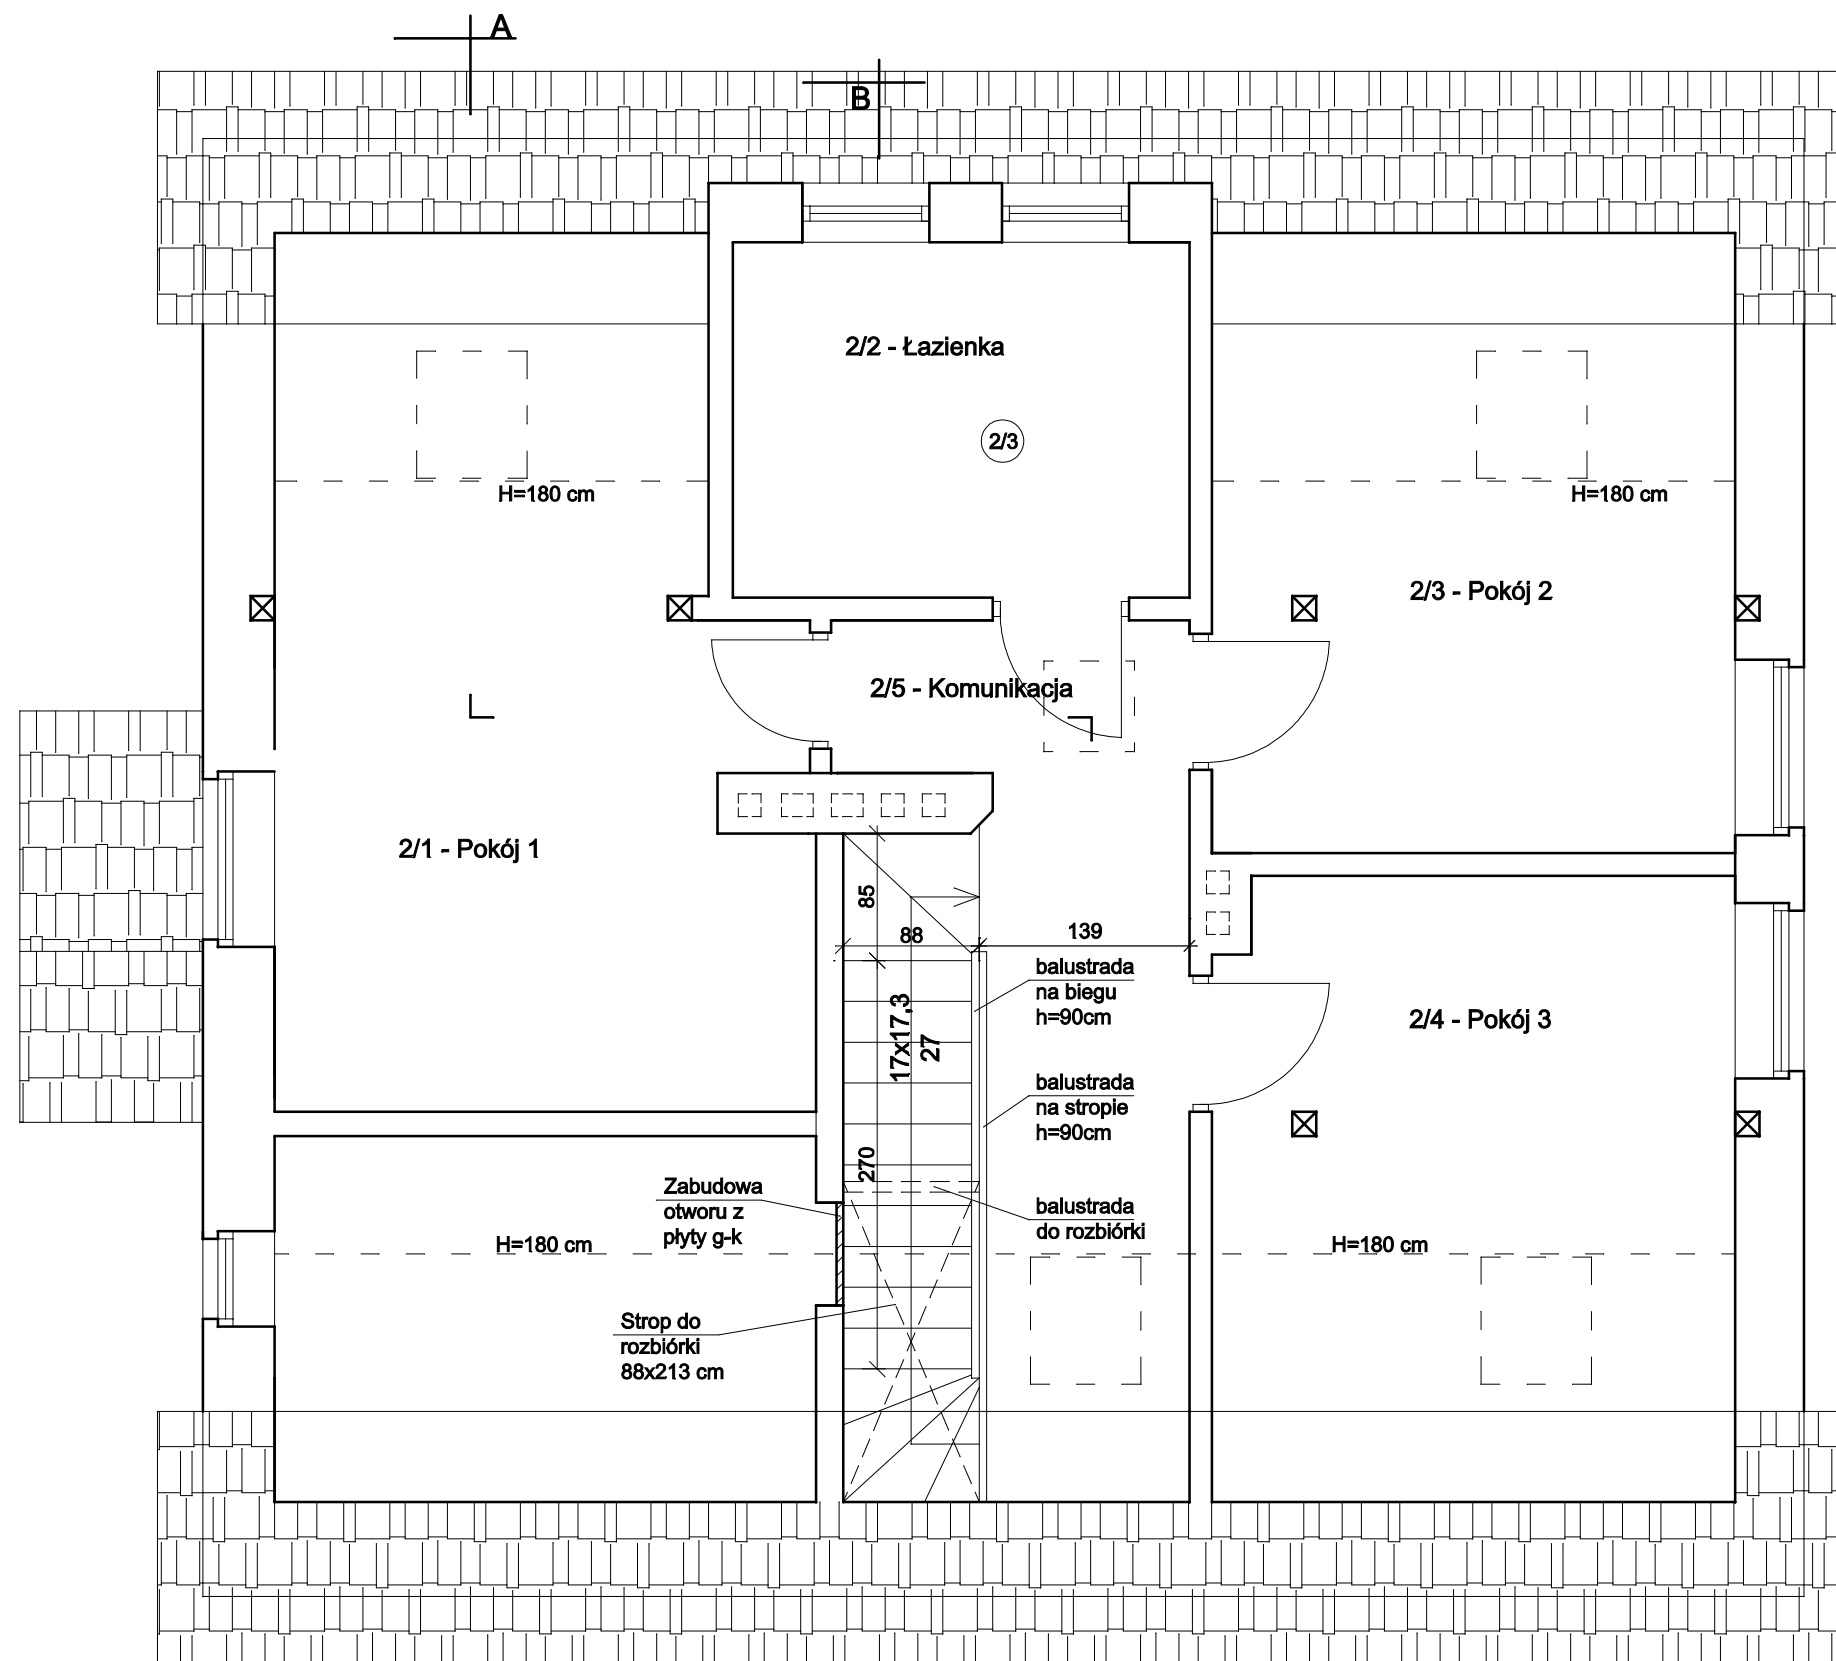 A
B
2/2 - Łazienka
2/3
H=180 cm
H=180 cm
2/3 - Pokój 2
2/5 - Komunikacja
2/1 - Pokój 1
85
88
139
balustrada
na biegu
h=90cm
17x17,3
27
2/4 - Pokój 3
balustrada
na stropie
h=90cm
270
Zabudowa
otworu z
płyty g-k
balustrada
do rozbiórki
H=180 cm
H=180 cm
Strop do
rozbiórki
88x213 cm